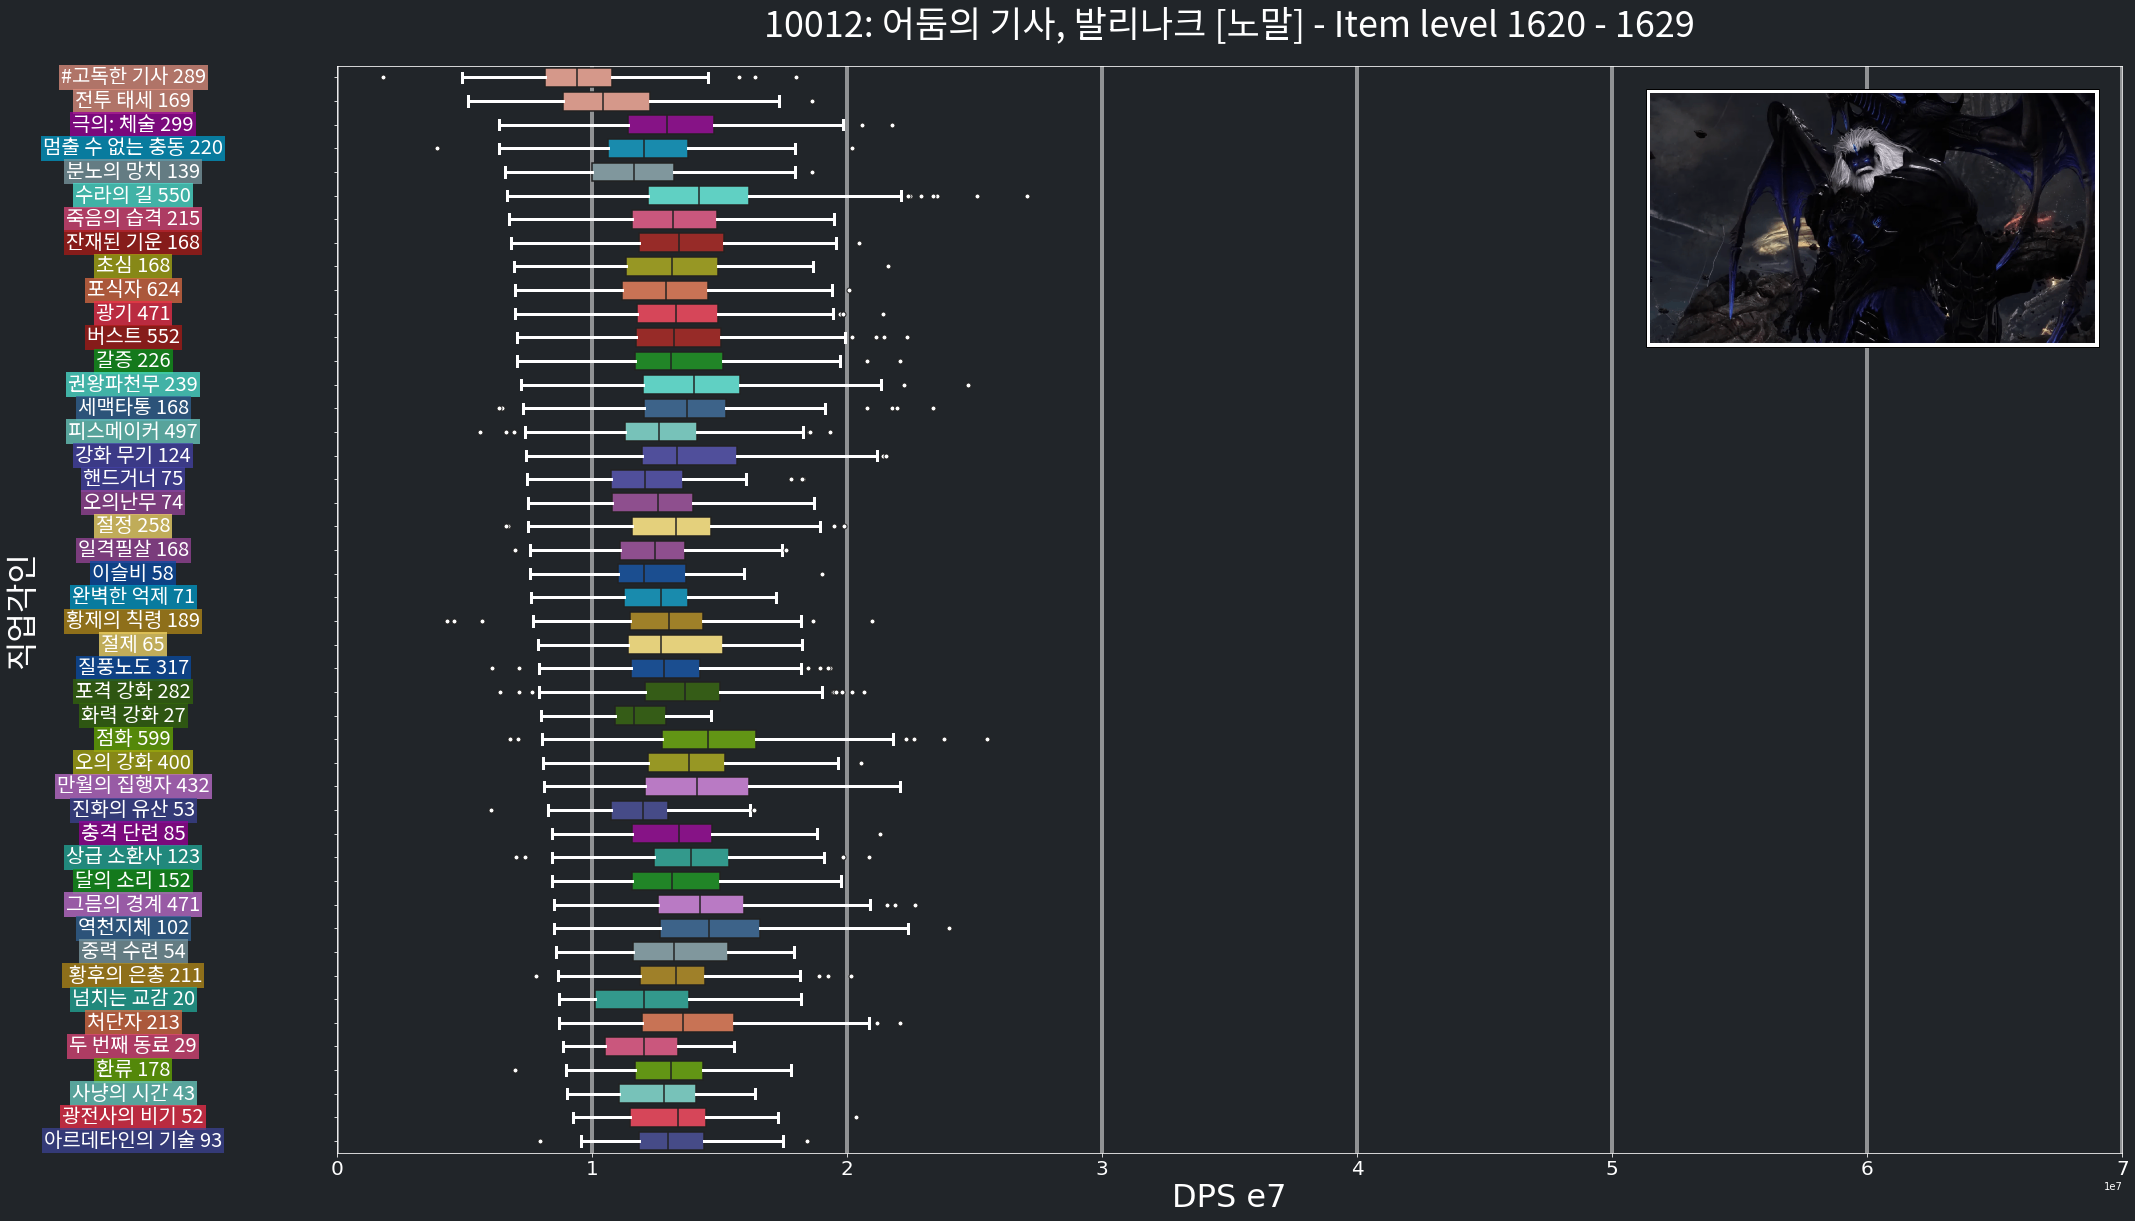 10012: 어둠의 기사, 발리나크 [노말] - Item level 1620 - 1629
직업각인
#고독한 기사 289
전투 태세 169
극의: 체술 299
멈출 수 없는 충동 220
분노의 망치 139
수라의 길 550
죽음의 습격 215
잔재된 기운 168
초심 168
포식자 624
광기 471
버스트 552
갈증 226
권왕파천무 239
세맥타통 168
피스메이커 497
강화 무기 124
핸드거너 75
오의난무 74
절정 258
일격필살 168
이슬비 58
완벽한 억제 71
황제의 칙령 189
절제 65
질풍노도 317
포격 강화 282
화력 강화 27
점화 599
오의 강화 400
만월의 집행자 432
진화의 유산 53
충격 단련 85
상급 소환사 123
달의 소리 152
그믐의 경계 471
역천지체 102
중력 수련 54
황후의 은총 211
넘치는 교감 20
처단자 213
두 번째 동료 29
환류 178
사냥의 시간 43
광전사의 비기 52
아르데타인의 기술 93
0 1 2 3 4 5 6 7
1e7
DPS e7